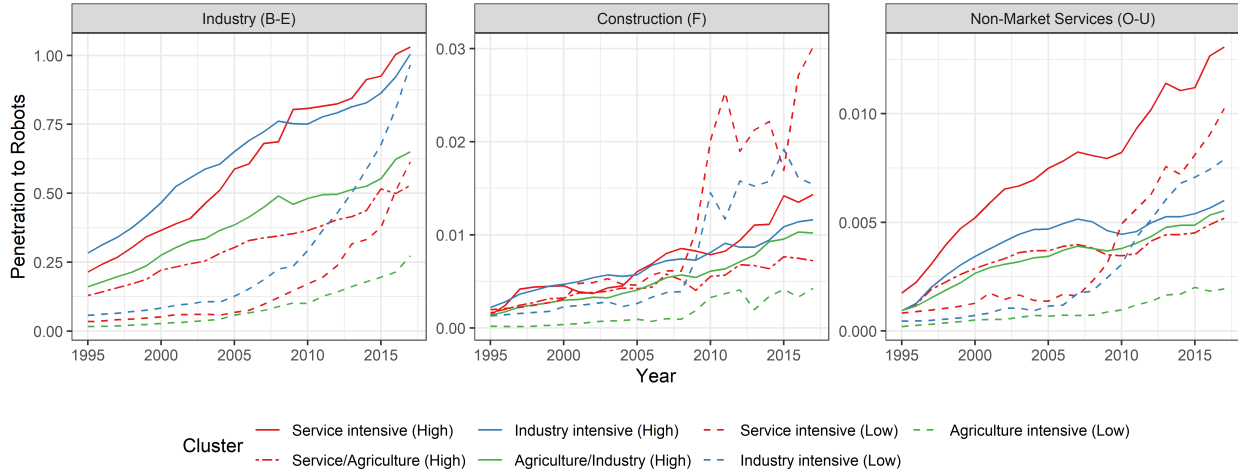 Industry (B-E)
Construction (F)
Non-Market Services (O-U)
Penetration to Robots
1.00
0.75
0.50
0.25
0.00
0.03
0.02
0.01
0.00
0.010
0.005
0.000
1995 2000 2005 2010 2015
1995 2000 2005 2010 2015
1995 2000 2005 2010 2015
Year
Cluster
Service intensive (High) Industry intensive (High) Service intensive (Low) Agriculture intensive (Low)
Service/Agriculture (High) Agriculture/Industry (High) Industry intensive (Low)